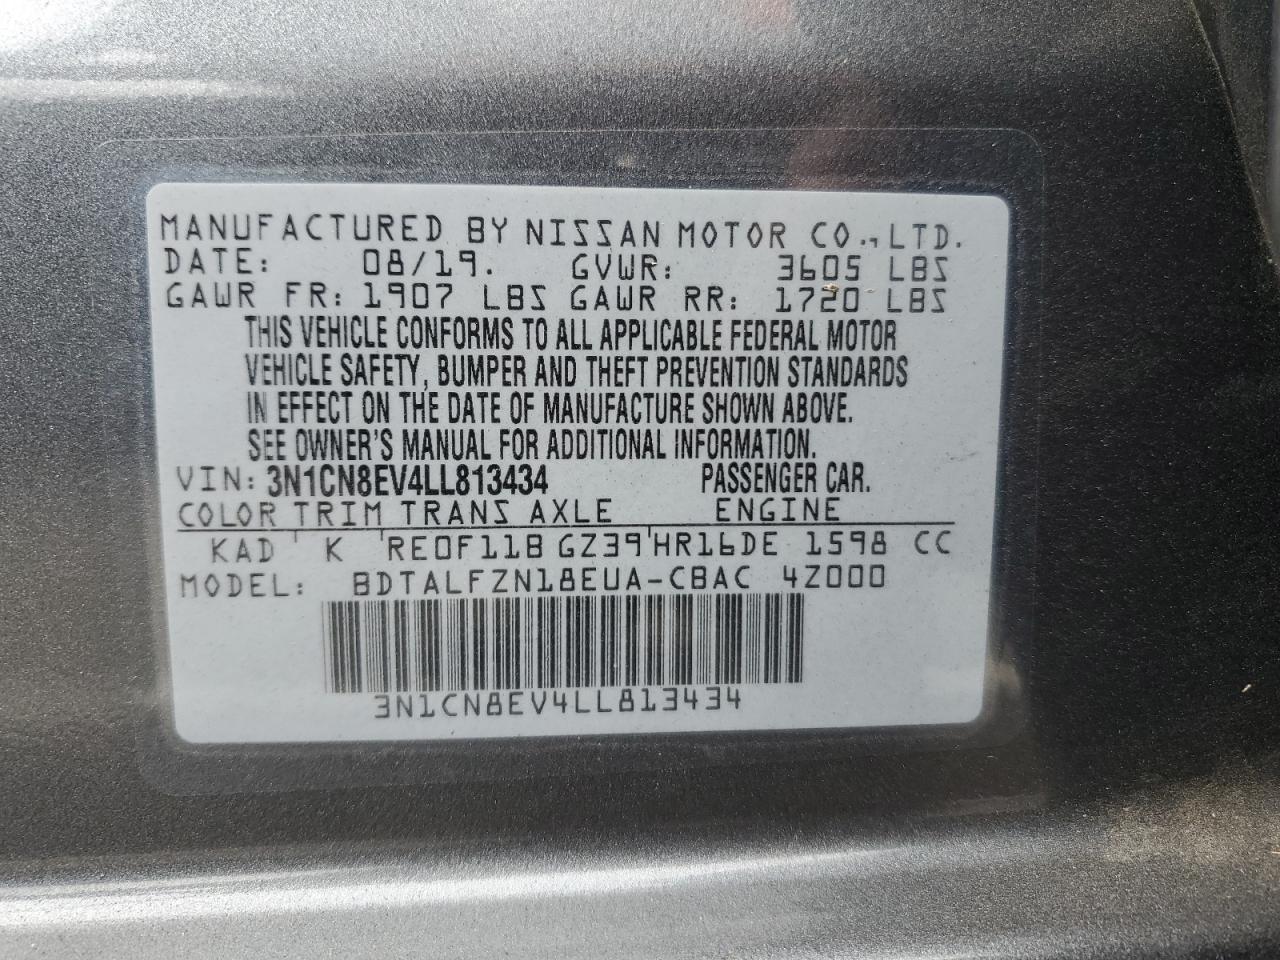 MANUFACTURED BY NISSAN MOTOR CO., LTD.
DATE: 08/19. GVWR: 3605 LBS
GAWR FR: 1907 LBS GAWR RR: 1720 LBS
THIS VEHICLE CONFORMS TO ALL APPLICABLE FEDERAL MOTOR
VEHICLE SAFETY, BUMPER AND THEFT PREVENTION STANDARDS
IN EFFECT ON THE DATE OF MANUFACTURE SHOWN ABOVE.
SEE OWNER'S MANUAL FOR ADDITIONAL INFORMATION.
VIN: 3N1CN8EV4LL813434 PASSENGER CAR.
COLOR TRIM TRANS AXLE ENGINE
KAD K RE0F11B GZ39 HR16DE 1598 CC
MODEL: BDTALFZN18EUA-CBAC 4Z000
3N1CN8EV4LL813434